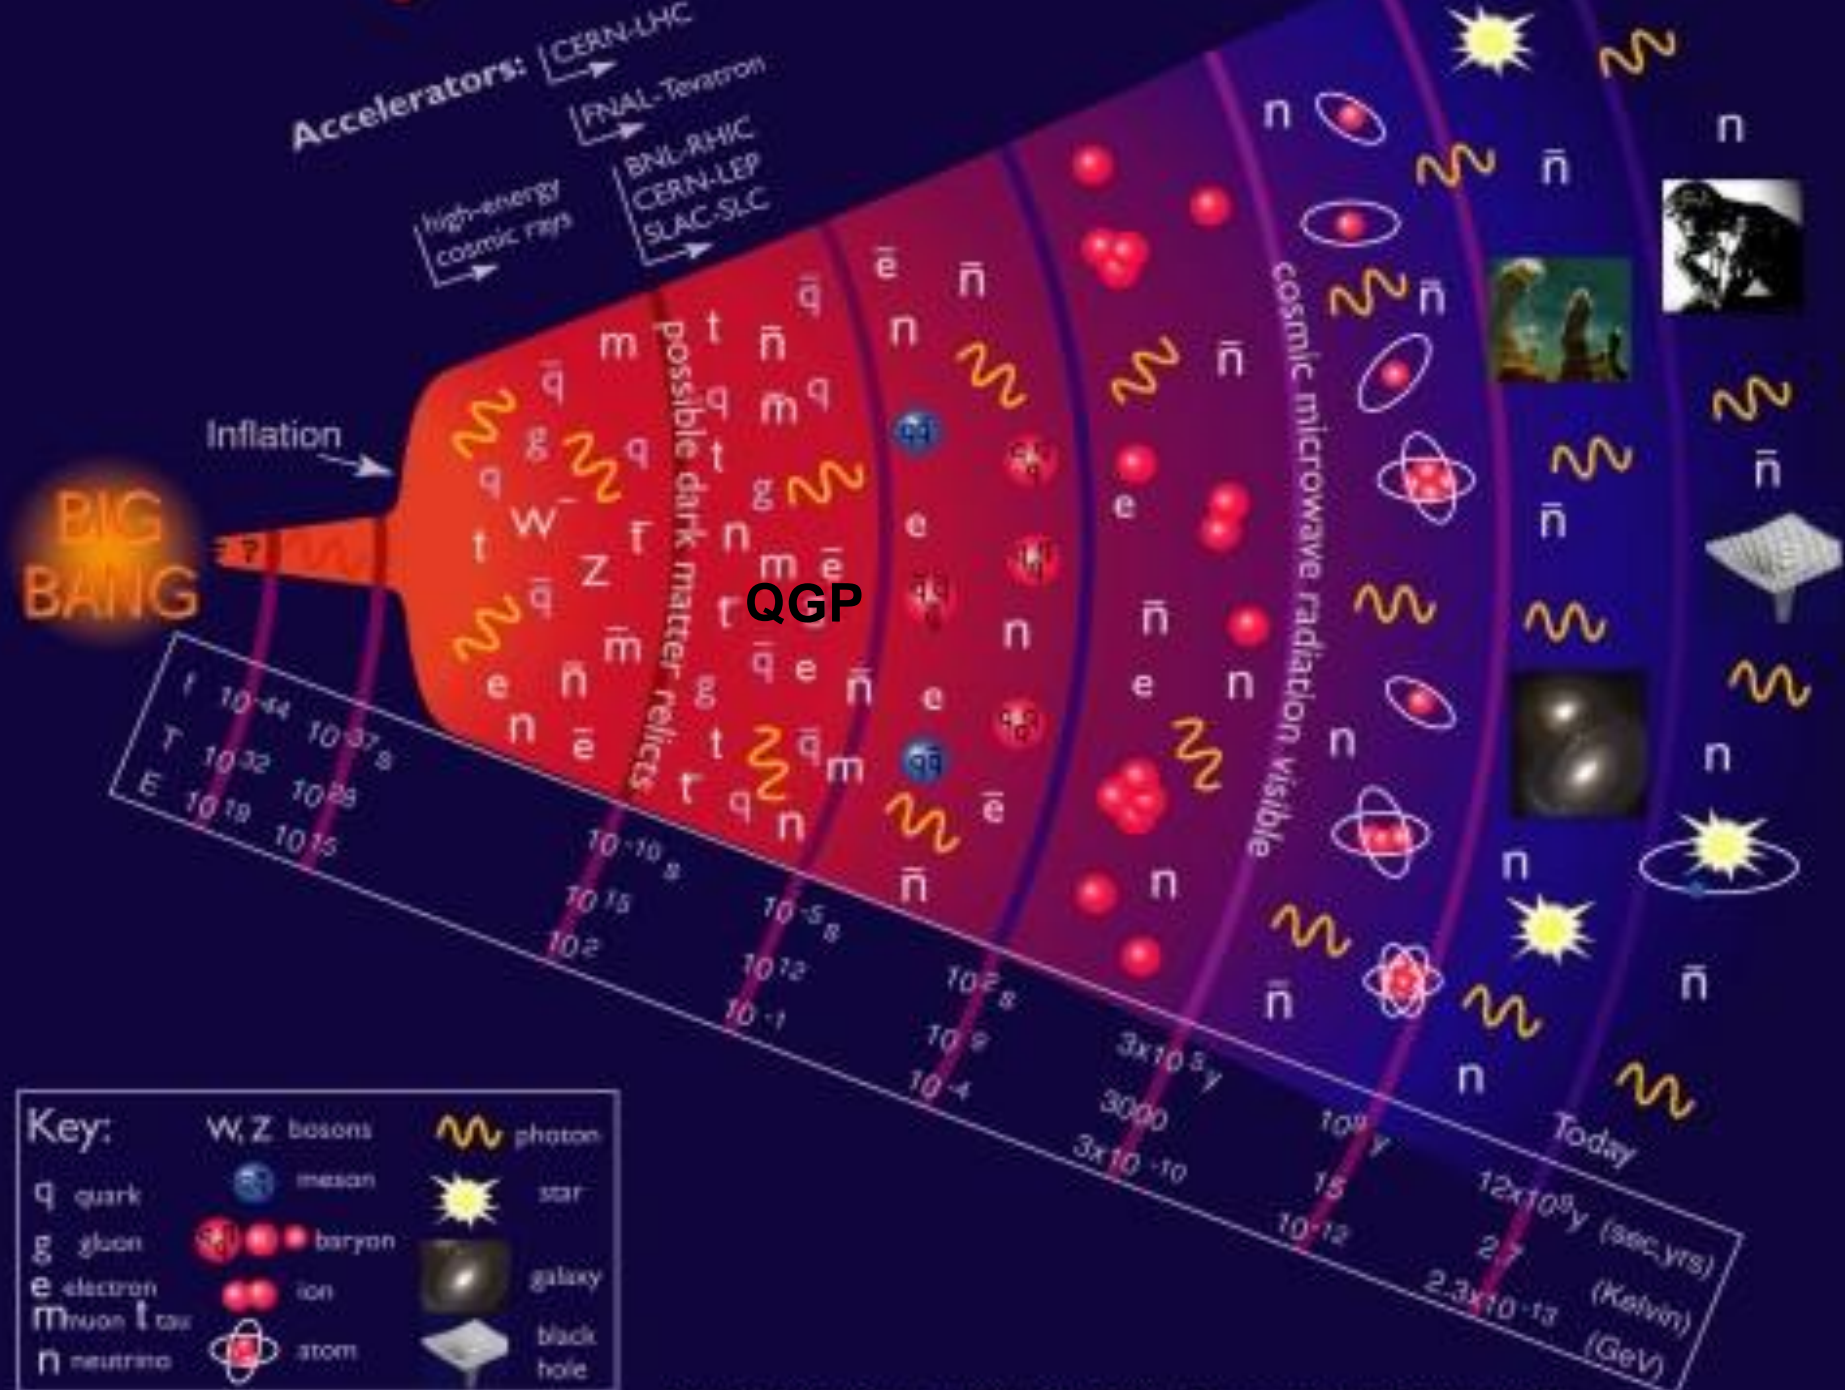 Accelerators:
CERN-LHC
FNAL-Tevatron
BNL-RHIC
CERN-LEP
SLAC-SLC
high-energy
cosmic rays
Inflation
BIG
BANG
?
possible dark matter relicts
QGP
cosmic microwave radiation visible
q̄ m t n̄ q̄
q m̄ q
g q t g
q W⁻ t n m ē
Z t̄
q̄ m̄ q̄ e n̄
e n̄ g
n ē t q̄ m
q n
ē n̄
n
qq̄
e
n
e
qq̄
ē
n̄
n̄
e
n̄
e n
n
n
n̄
n
n̄
n̄
n̄
n
n
n
n̄
n
n̄
t 10⁻⁴⁴ 10⁻³⁷ s 10⁻¹⁰ s 10⁻⁵ s 10² s 3x10⁵ y 10⁹ y 12x10⁹ y (sec,yrs)
T 10³² 10²⁸ 10¹⁵ 10¹² 10⁹ 3000 15 2.7 (Kelvin)
E 10¹⁹ 10¹⁵ 10² 10⁻¹ 10⁻⁴ 3x10⁻¹⁰ 10⁻¹² 2.3x10⁻¹³ (GeV)
Today
Key:
W, Z bosons
photon
q quark
meson
star
g gluon
baryon
e electron
ion
galaxy
m muon t tau
n neutrino
atom
black
hole